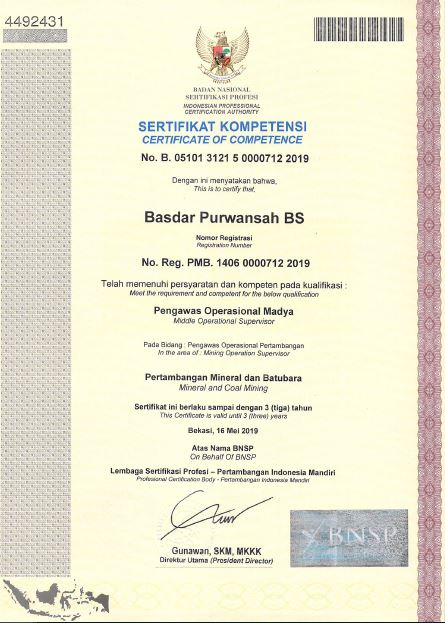 4492431
BADAN NASIONAL
SERTIFIKASI PROFESI
INDONESIAN PROFESSIONAL
CERTIFICATION AUTHORITY
SERTIFIKAT KOMPETENSI
CERTIFICATE OF COMPETENCE
No. B. 05101 3121 5 0000712 2019
Dengan ini menyatakan bahwa,
This is to certify that,
Basdar Purwansah BS
Nomor Registrasi
Registration Number
No. Reg. PMB. 1406 0000712 2019
Telah memenuhi persyaratan dan kompeten pada kualifikasi :
Meet the requirement and competent for the below qualification
Pengawas Operasional Madya
Middle Operational Supervisor
Pada Bidang : Pengawas Operasional Pertambangan
In the area of : Mining Operation Supervisor
Pertambangan Mineral dan Batubara
Mineral and Coal Mining
Sertifikat ini berlaku sampai dengan 3 (tiga) tahun
This Certificate is valid until 3 (three) years
Bekasi, 16 Mei 2019
Atas Nama BNSP
On Behalf Of BNSP
Lembaga Sertifikasi Profesi – Pertambangan Indonesia Mandiri
Profesional Certification Body - Pertambangan Indonesia Mandiri
BNSP
Gunawan, SKM, MKKK
Direktur Utama (President Director)